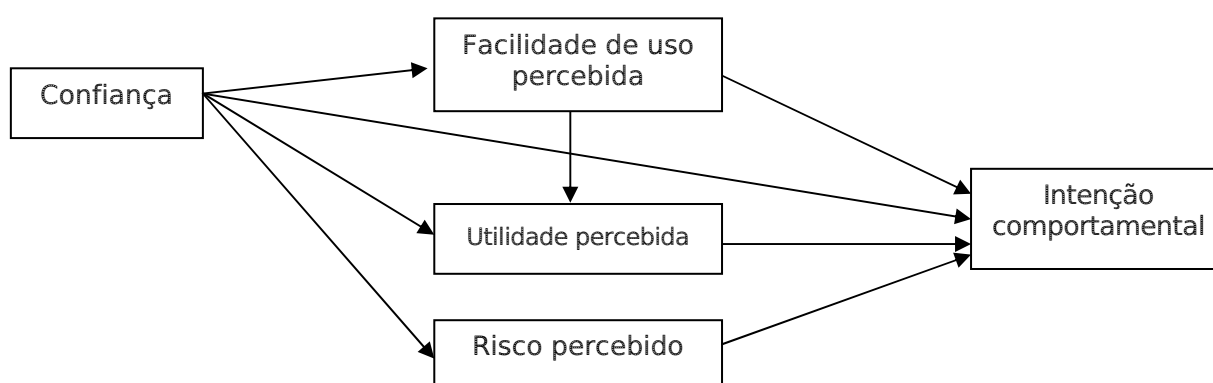 Confiança
Facilidade de uso
percebida
Utilidade percebida
Risco percebido
Intenção
comportamental